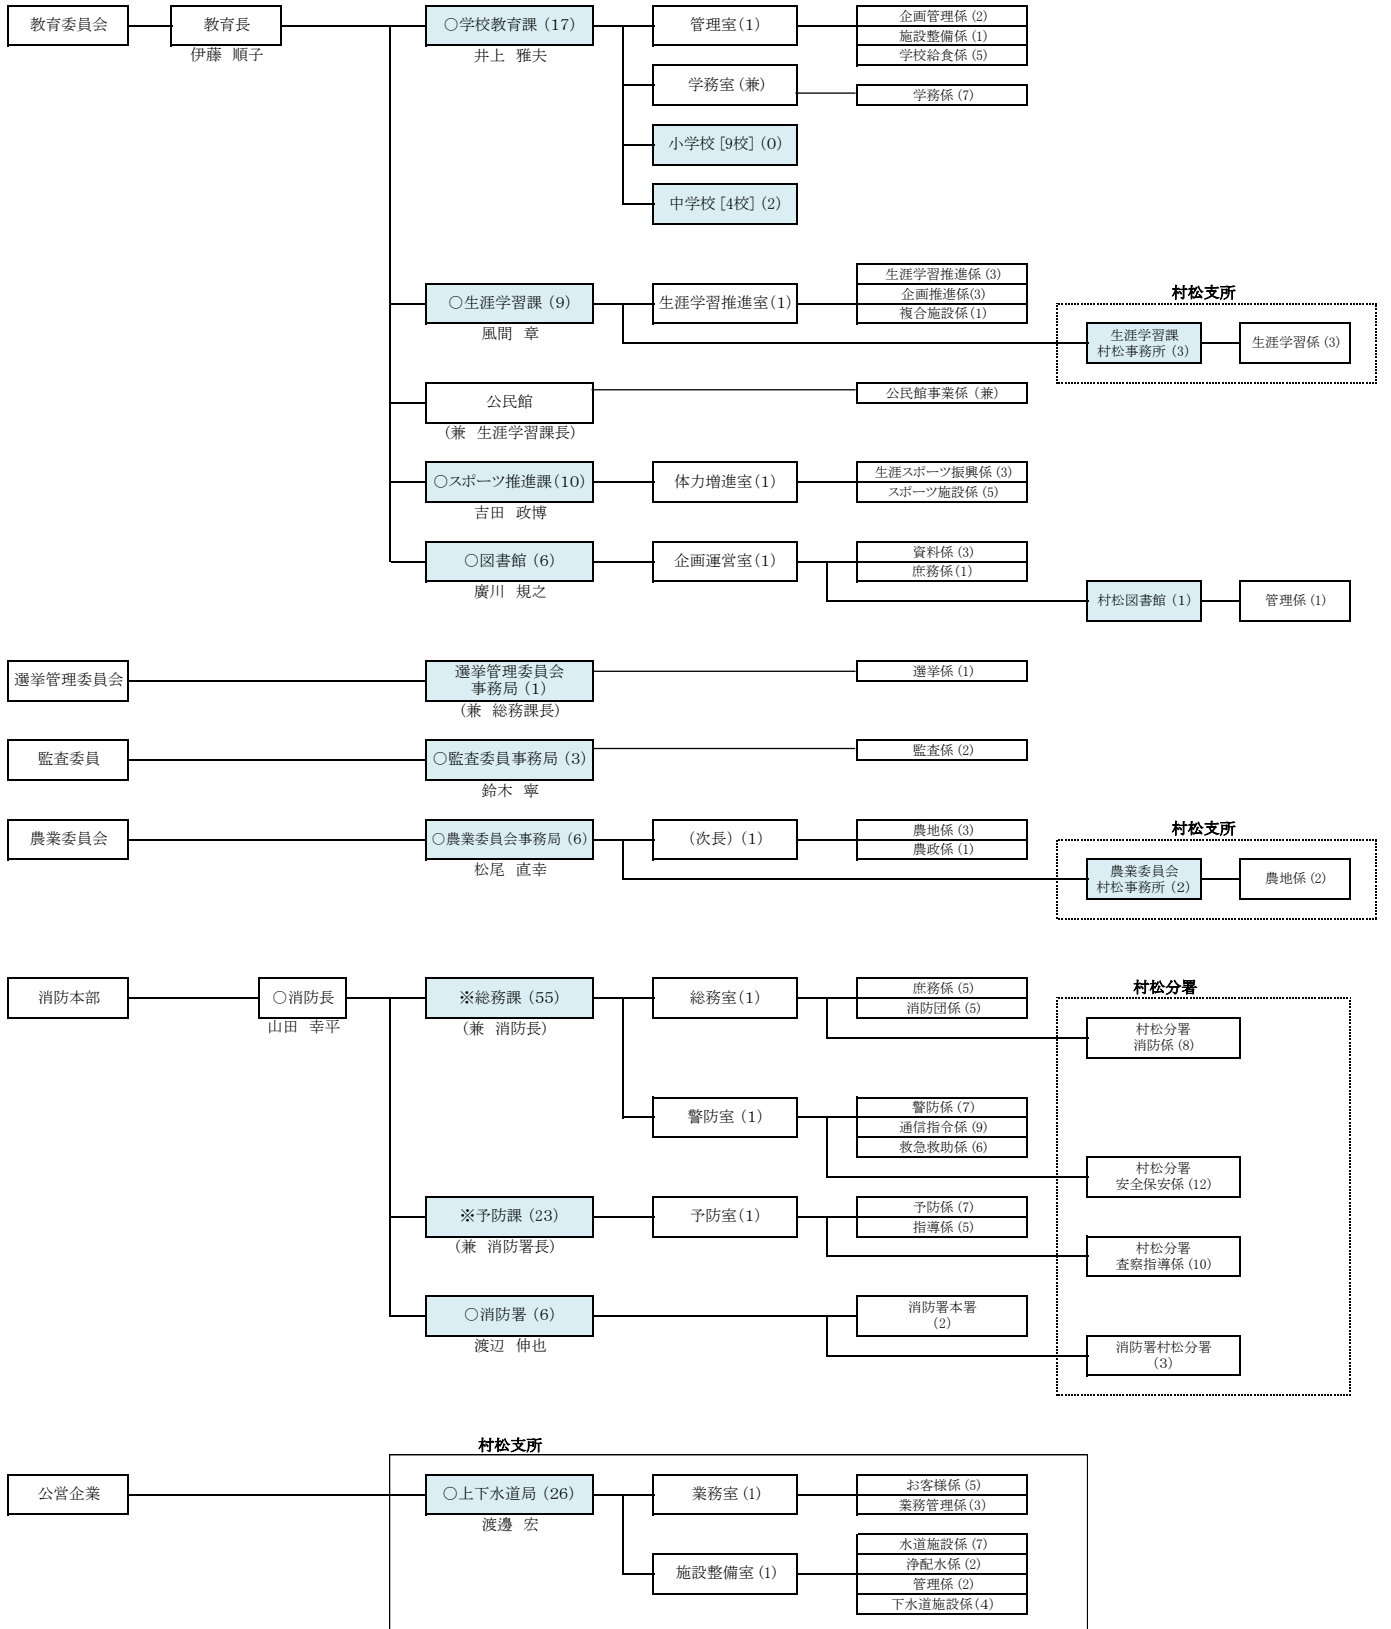 教育委員会
教育長
伊藤 順子
○学校教育課 (17)
井上 雅夫
管理室(1)
企画管理係 (2)
施設整備係 (1)
学校給食係 (5)
学務室 (兼)
学務係 (7)
小学校 [9校] (0)
中学校 [4校] (2)
○生涯学習課 (9)
風間 章
生涯学習推進室(1)
生涯学習推進係 (3)
企画推進係(3)
複合施設係(1)
村松支所
生涯学習課
村松事務所 (3)
生涯学習係 (3)
公民館
(兼 生涯学習課長)
公民館事業係 (兼)
○スポーツ推進課(10)
吉田 政博
体力増進室(1)
生涯スポーツ振興係 (3)
スポーツ施設係 (5)
○図書館 (6)
廣川 規之
企画運営室(1)
資料係 (3)
庶務係(1)
村松図書館 (1)
管理係 (1)
選挙管理委員会
選挙管理委員会
事務局 (1)
(兼 総務課長)
選挙係 (1)
監査委員
○監査委員事務局 (3)
鈴木 寧
監査係 (2)
農業委員会
○農業委員会事務局 (6)
松尾 直幸
(次長) (1)
農地係 (3)
農政係 (1)
村松支所
農業委員会
村松事務所 (2)
農地係 (2)
消防本部
○消防長
山田 幸平
※総務課 (55)
(兼 消防長)
総務室(1)
庶務係 (5)
消防団係 (5)
村松分署
村松分署
消防係 (8)
警防室 (1)
警防係 (7)
通信指令係 (9)
救急救助係 (6)
村松分署
安全保安係 (12)
※予防課 (23)
(兼 消防署長)
予防室(1)
予防係 (7)
指導係 (5)
村松分署
査察指導係 (10)
○消防署 (6)
渡辺 伸也
消防署本署
(2)
消防署村松分署
(3)
村松支所
公営企業
○上下水道局 (26)
渡邊 宏
業務室 (1)
お客様係 (5)
業務管理係(3)
施設整備室 (1)
水道施設係 (7)
浄配水係 (2)
管理係 (2)
下水道施設係(4)